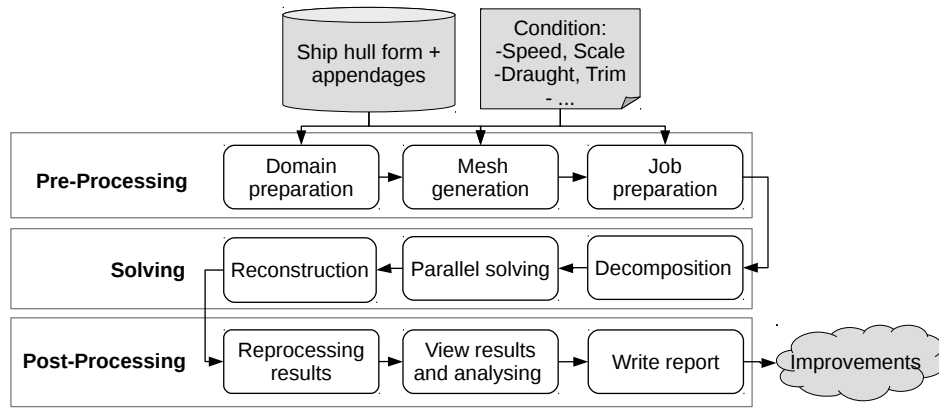 Ship hull form +
appendages
Condition:
-Speed, Scale
-Draught, Trim
- ...
Pre-Processing
Domain
preparation
Mesh
generation
Job
preparation
Solving
Reconstruction
Parallel solving
Decomposition
Post-Processing
Reprocessing
results
View results
and analysing
Write report
Improvements